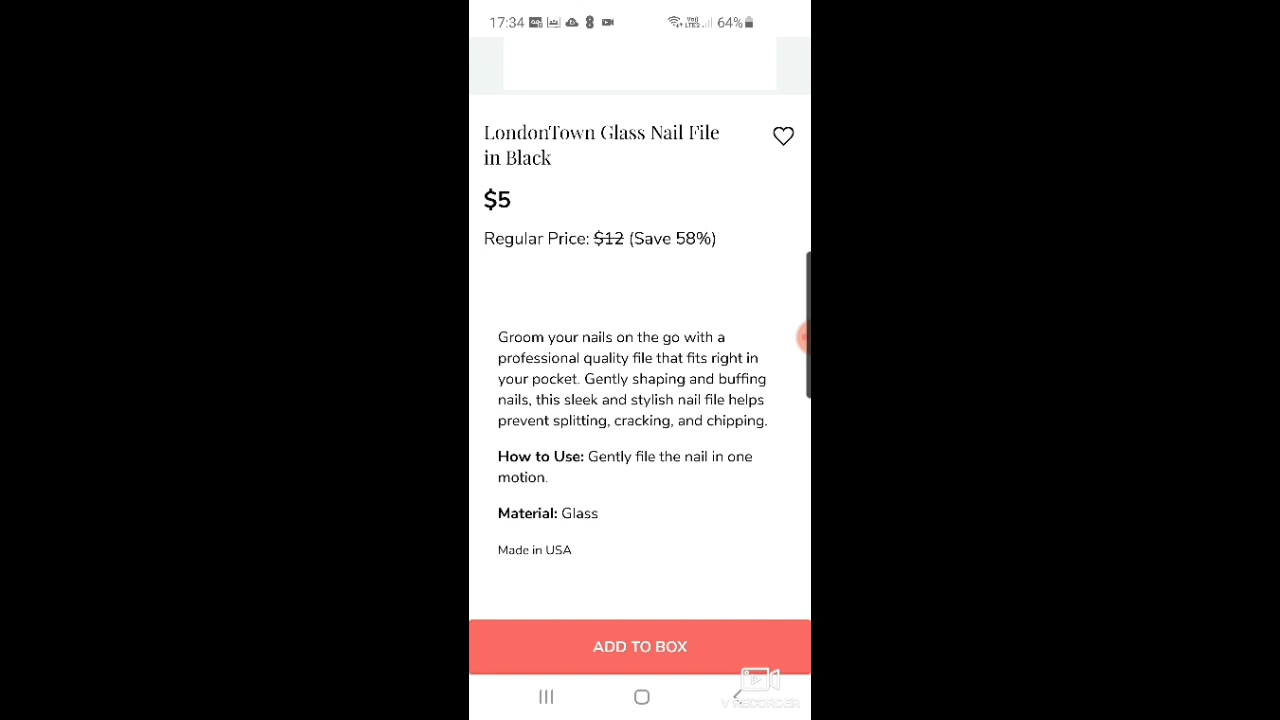 17:34 64%
LondonTown Glass Nail File
in Black
$5
Regular Price: $12 (Save 58%)
Groom your nails on the go with a
professional quality file that fits right in
your pocket. Gently shaping and buffing
nails, this sleek and stylish nail file helps
prevent splitting, cracking, and chipping.
How to Use: Gently file the nail in one
motion.
Material: Glass
Made in USA
ADD TO BOX
V RECORDER